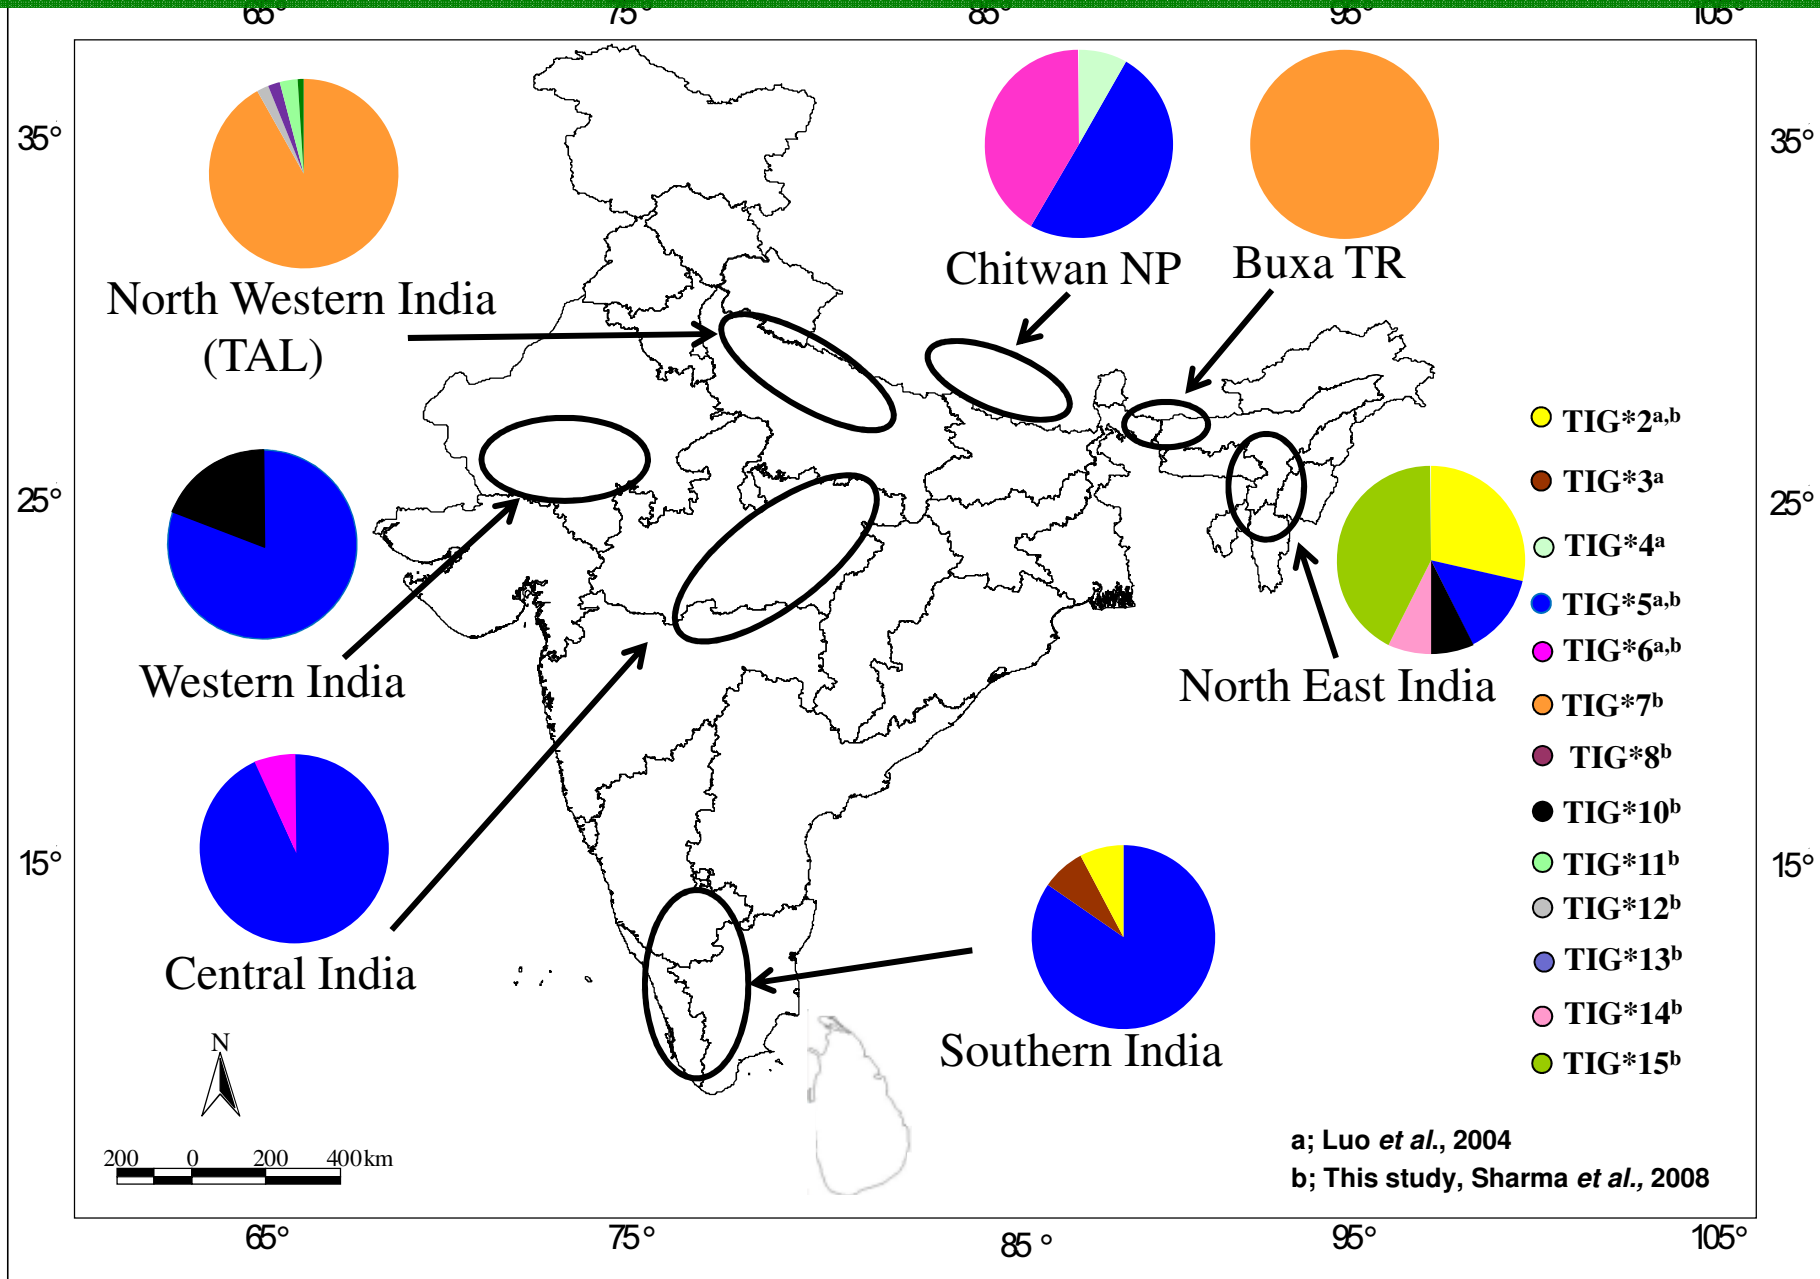 65° 75° 85° 95° 105°
35° 35°
Chitwan NP Buxa TR
North Western India
(TAL)
TIG*2a,b
TIG*3a
25° 25°
TIG*4a
TIG*5a,b
TIG*6a,b
Western India
North East India
TIG*7b
TIG*8b
TIG*10b
15° 15°
TIG*11b
TIG*12b
TIG*13b
Central India
TIG*14b
N
Southern India
TIG*15b
a; Luo et al., 2004
200 0 200 400km
b; This study, Sharma et al., 2008
65° 75° 85 ° 95° 105°